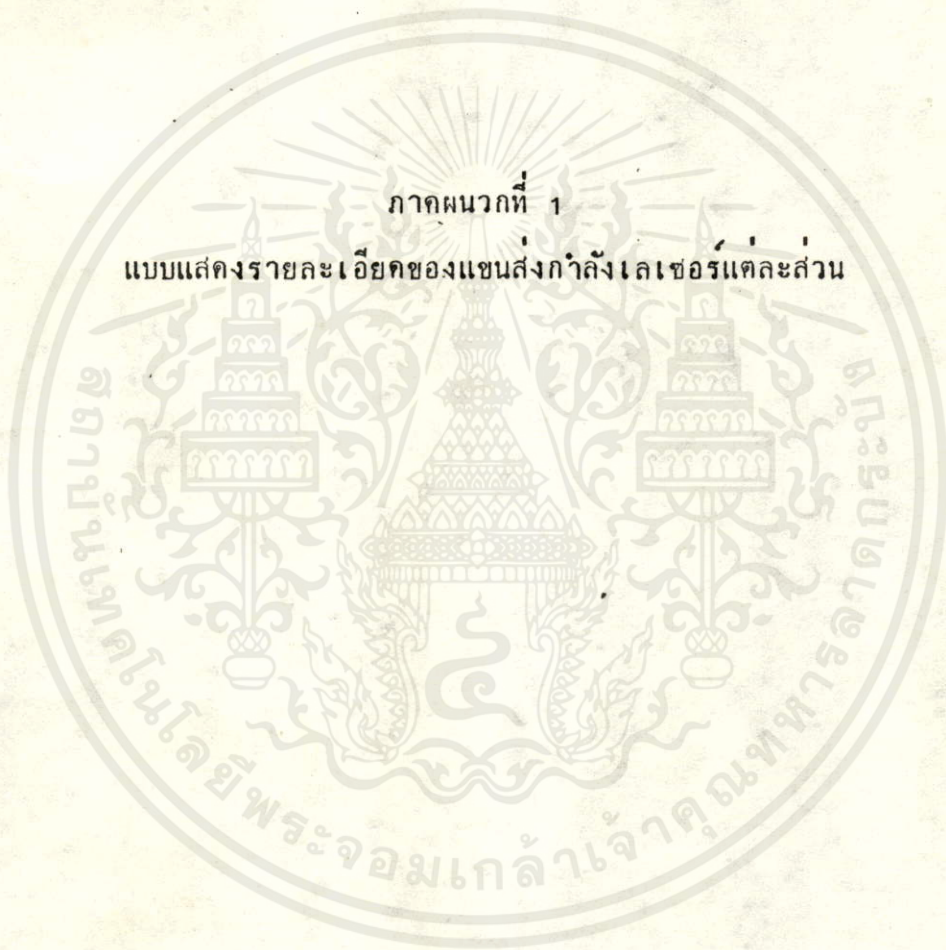 ภาคผนวกที่ 1
แบบแสดงรายละเอียดของแขนส่งกำลังเลเซอร์แต่ละส่วน
สถาบันเทคโนโลยีพระจอมเกล้าเจ้าคุณทหารลาดกระบัง